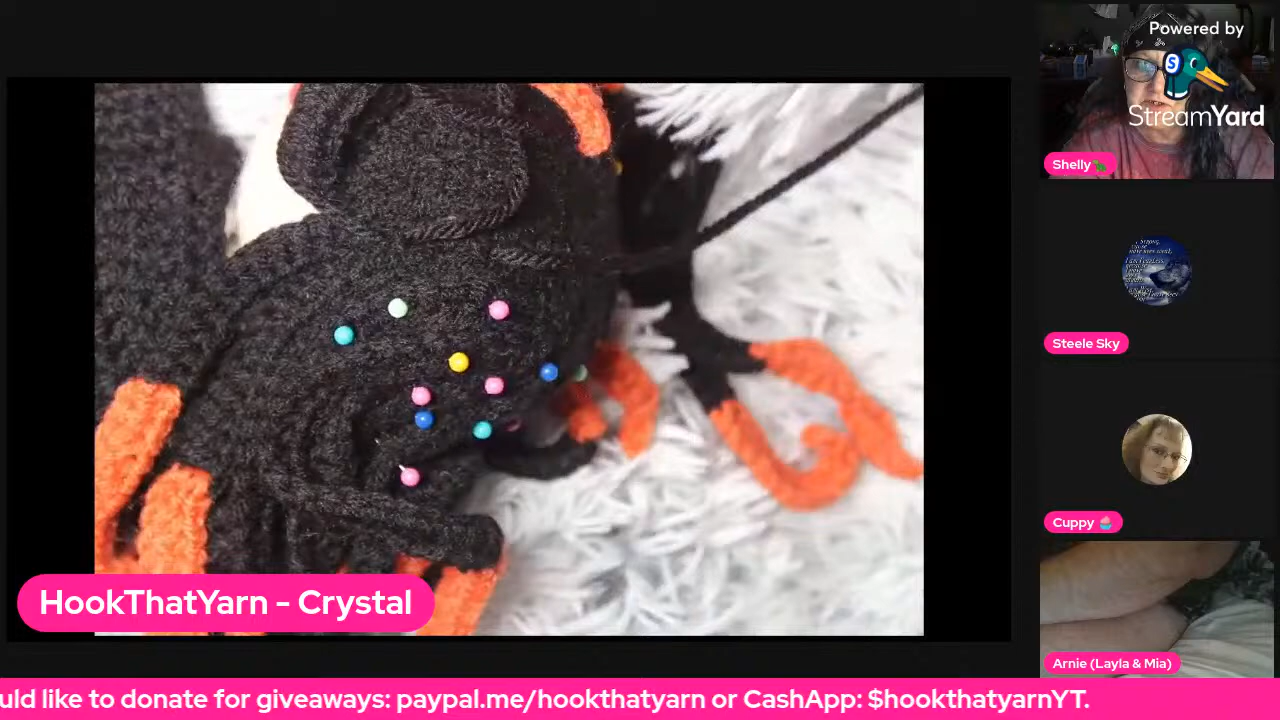 Powered by
StreamYard
Shelly
Steele Sky
Cuppy
HookThatYarn - Crystal
Arnie (Layla & Mia)
uld like to donate for giveaways: paypal.me/hookthatyarn or CashApp: $hookthatyarnYT.